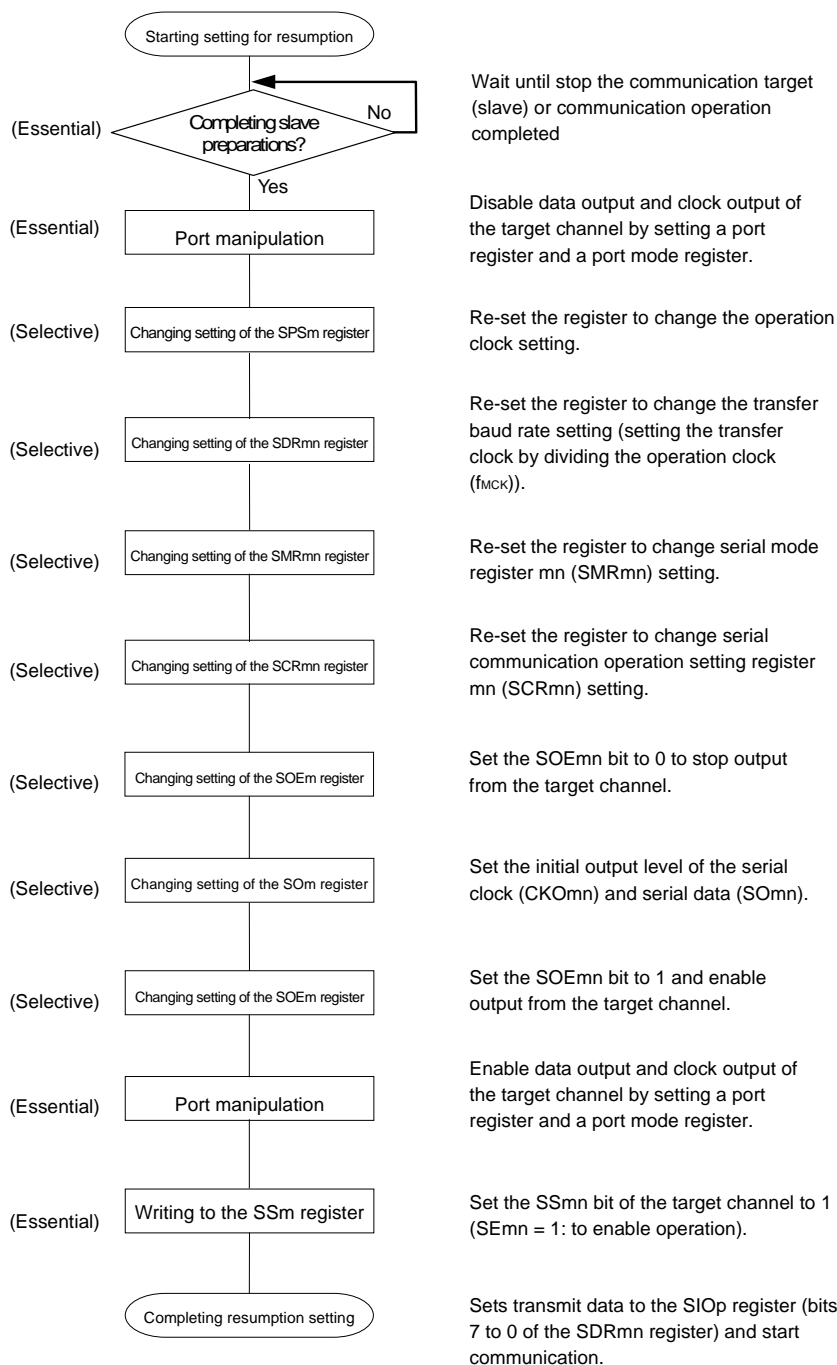 Starting setting for resumption
(Essential)
Completing slave
preparations?
No
Yes
Wait until stop the communication target
(slave) or communication operation
completed
(Essential)
Port manipulation
Disable data output and clock output of
the target channel by setting a port
register and a port mode register.
(Selective)
Changing setting of the SPSm register
Re-set the register to change the operation
clock setting.
(Selective)
Changing setting of the SDRmn register
Re-set the register to change the transfer
baud rate setting (setting the transfer
clock by dividing the operation clock
(fMCK)).
(Selective)
Changing setting of the SMRmn register
Re-set the register to change serial mode
register mn (SMRmn) setting.
(Selective)
Changing setting of the SCRmn register
Re-set the register to change serial
communication operation setting register
mn (SCRmn) setting.
(Selective)
Changing setting of the SOEm register
Set the SOEmn bit to 0 to stop output
from the target channel.
(Selective)
Changing setting of the SOm register
Set the initial output level of the serial
clock (CKOmn) and serial data (SOmn).
(Selective)
Changing setting of the SOEm register
Set the SOEmn bit to 1 and enable
output from the target channel.
(Essential)
Port manipulation
Enable data output and clock output of
the target channel by setting a port
register and a port mode register.
(Essential)
Writing to the SSm register
Set the SSmn bit of the target channel to 1
(SEmn = 1: to enable operation).
Completing resumption setting
Sets transmit data to the SIOp register (bits
7 to 0 of the SDRmn register) and start
communication.